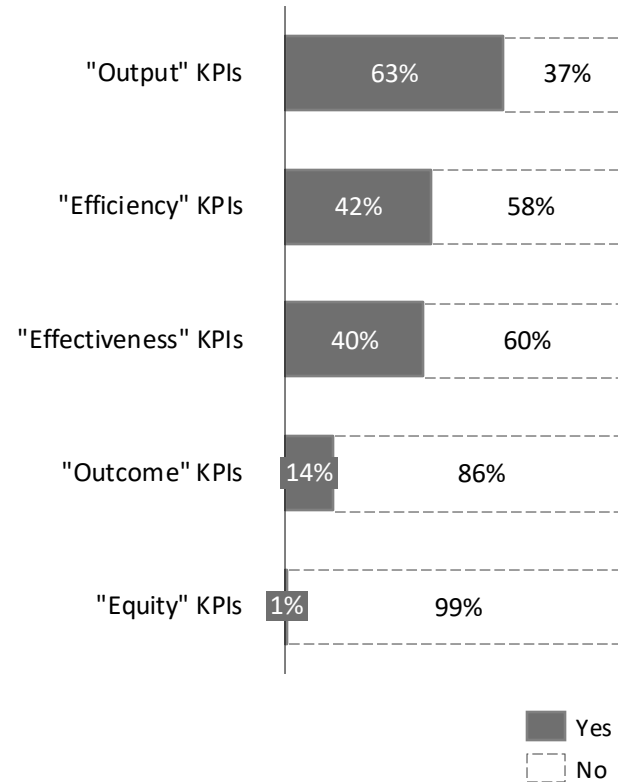 "Output" KPIs 63% 37%
"Efficiency" KPIs 42% 58%
"Effectiveness" KPIs 40% 60%
"Outcome" KPIs 14% 86%
"Equity" KPIs 1% 99%
Yes
No